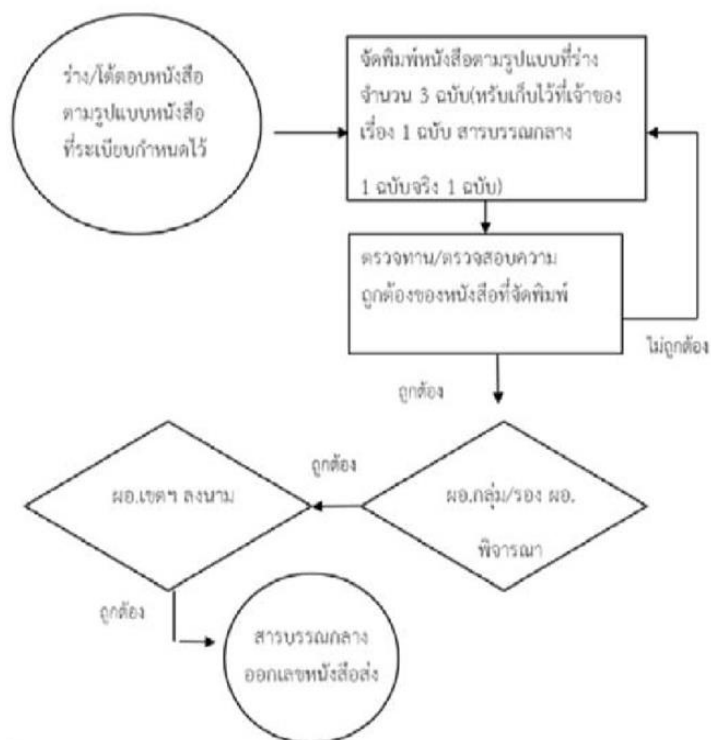 ร่าง/โต้ตอบหนังสือ
ตามรูปแบบหนังสือ
ที่ระเบียบกำหนดไว้
จัดพิมพ์หนังสือตามรูปแบบที่ร่าง
จำนวน 3 ฉบับ(หรับเก็บไว้ที่เจ้าของ
เรื่อง 1 ฉบับ สารบรรณกลาง
1 ฉบับจริง 1 ฉบับ)
ตรวจทาน/ตรวจสอบความ
ถูกต้องของหนังสือที่จัดพิมพ์
ไม่ถูกต้อง
ถูกต้อง
ผอ.กลุ่ม/รอง ผอ.
พิจารณา
ถูกต้อง
ผอ.เขตฯ ลงนาม
ถูกต้อง
สารบรรณกลาง
ออกเลขหนังสือส่ง